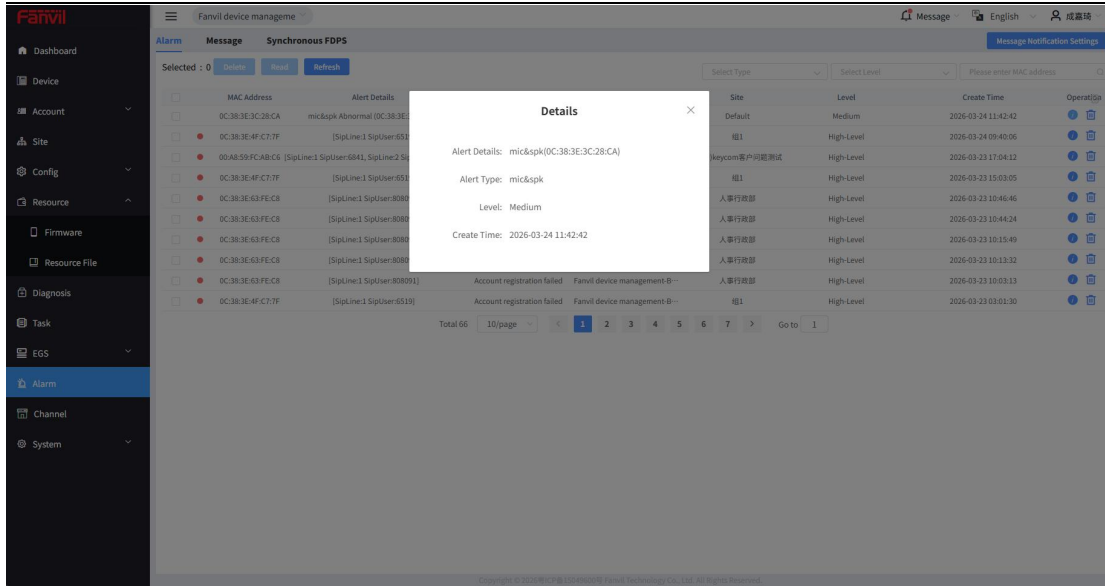 Fanvil
Fanvil device manageme
Message
English
成嘉琦
Dashboard
Device
Account
Site
Config
Resource
Firmware
Resource File
Diagnosis
Task
EGS
Alarm
Channel
System
Alarm Message Synchronous FDPS
Message Notification Settings
Selected : 0 Delete Read Refresh
Select Type Select Level Please enter MAC address
MAC Address Alert Details Site Level Create Time Operation
0C:38:3E:3C:28:CA mic&spk Abnormal (0C:38:3E: Default Medium 2026-03-24 11:42:42
0C:38:3E:4F:C7:7F [SipLine:1 SipUser:651 组1 High-Level 2026-03-24 09:40:06
00:A8:59:FC:AB:C6 [SipLine:1 SipUser:6841, SipLine:2 Sip keycom客户问题测试 High-Level 2026-03-23 17:04:12
0C:38:3E:4F:C7:7F [SipLine:1 SipUser:651 组1 High-Level 2026-03-23 15:03:05
0C:38:3E:63:FE:C8 [SipLine:1 SipUser:8080 人事行政部 High-Level 2026-03-23 10:46:46
0C:38:3E:63:FE:C8 [SipLine:1 SipUser:8080 人事行政部 High-Level 2026-03-23 10:44:24
0C:38:3E:63:FE:C8 [SipLine:1 SipUser:8080 人事行政部 High-Level 2026-03-23 10:15:49
0C:38:3E:63:FE:C8 [SipLine:1 SipUser:8080 人事行政部 High-Level 2026-03-23 10:13:32
0C:38:3E:63:FE:C8 [SipLine:1 SipUser:808091] Account registration failed Fanvil device management-B... 人事行政部 High-Level 2026-03-23 10:03:13
0C:38:3E:4F:C7:7F [SipLine:1 SipUser:6519] Account registration failed Fanvil device management-B... 组1 High-Level 2026-03-23 03:01:30
Total 66 10/page < 1 2 3 4 5 6 7 > Go to 1
Details
Alert Details: mic&spk(0C:38:3E:3C:28:CA)
Alert Type: mic&spk
Level: Medium
Create Time: 2026-03-24 11:42:42
Fanvil Technology Co., Ltd. All Rights Reserved.